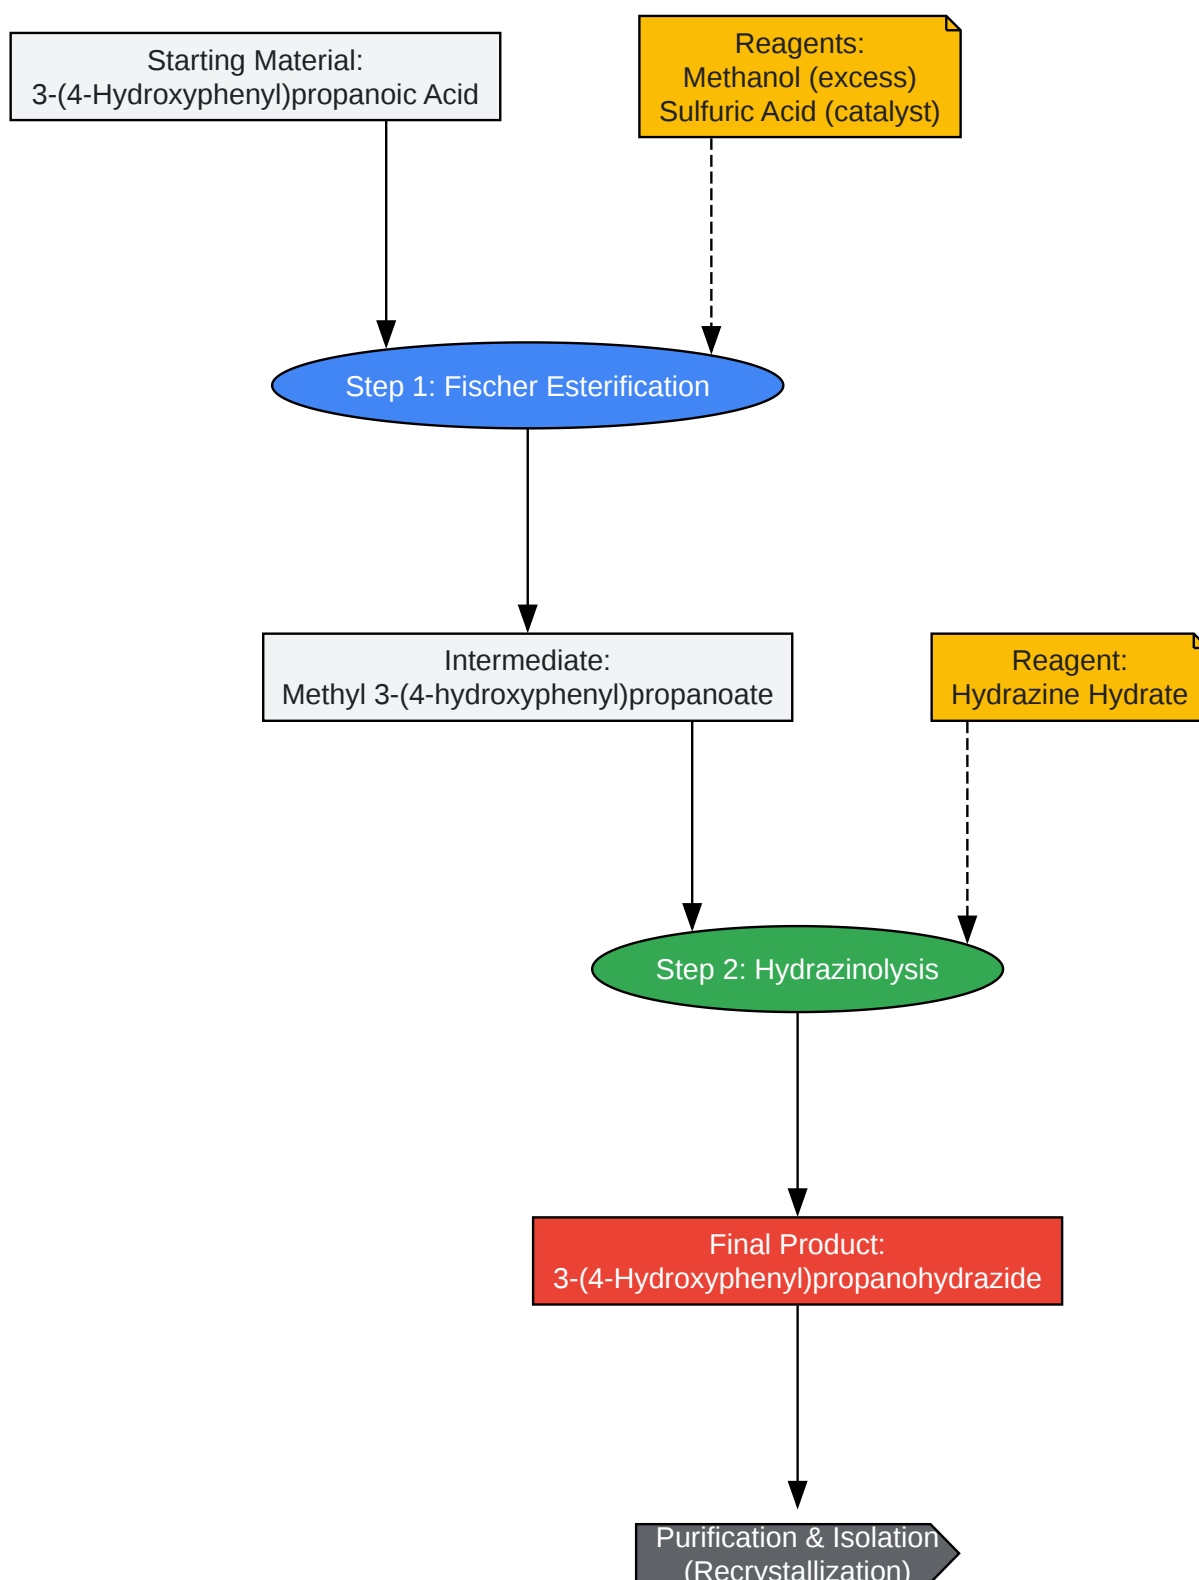 Starting Material:
3-(4-Hydroxyphenyl)propanoic Acid
Reagents:
Methanol (excess)
Sulfuric Acid (catalyst)
Step 1: Fischer Esterification
Intermediate:
Methyl 3-(4-hydroxyphenyl)propanoate
Reagent:
Hydrazine Hydrate
Step 2: Hydrazinolysis
Final Product:
3-(4-Hydroxyphenyl)propanohydrazide
Purification & Isolation
(Recrystallization)